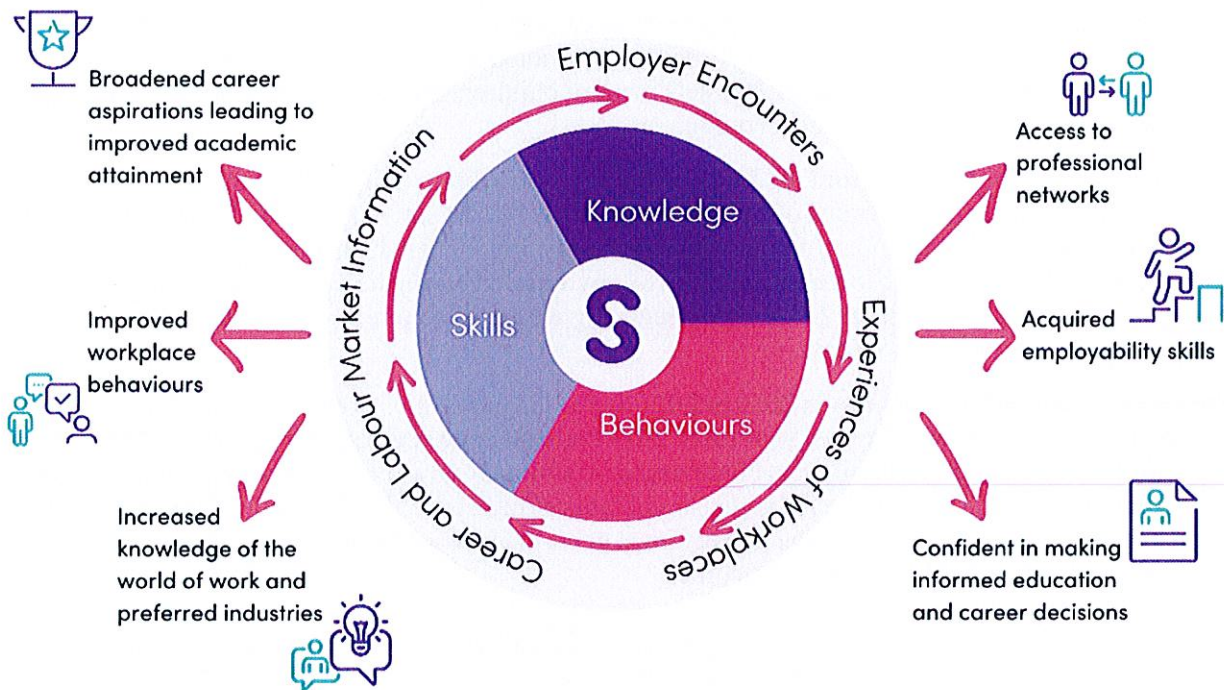 Broadened career
aspirations leading to
improved academic
attainment
Improved
workplace
behaviours
Increased
knowledge of the
world of work and
preferred industries
Employer Encounters
Experiences of Workplaces
Career and Labour Market Information
Knowledge
Skills
S
Behaviours
Access to
professional
networks
Acquired
employability skills
Confident in making
informed education
and career decisions